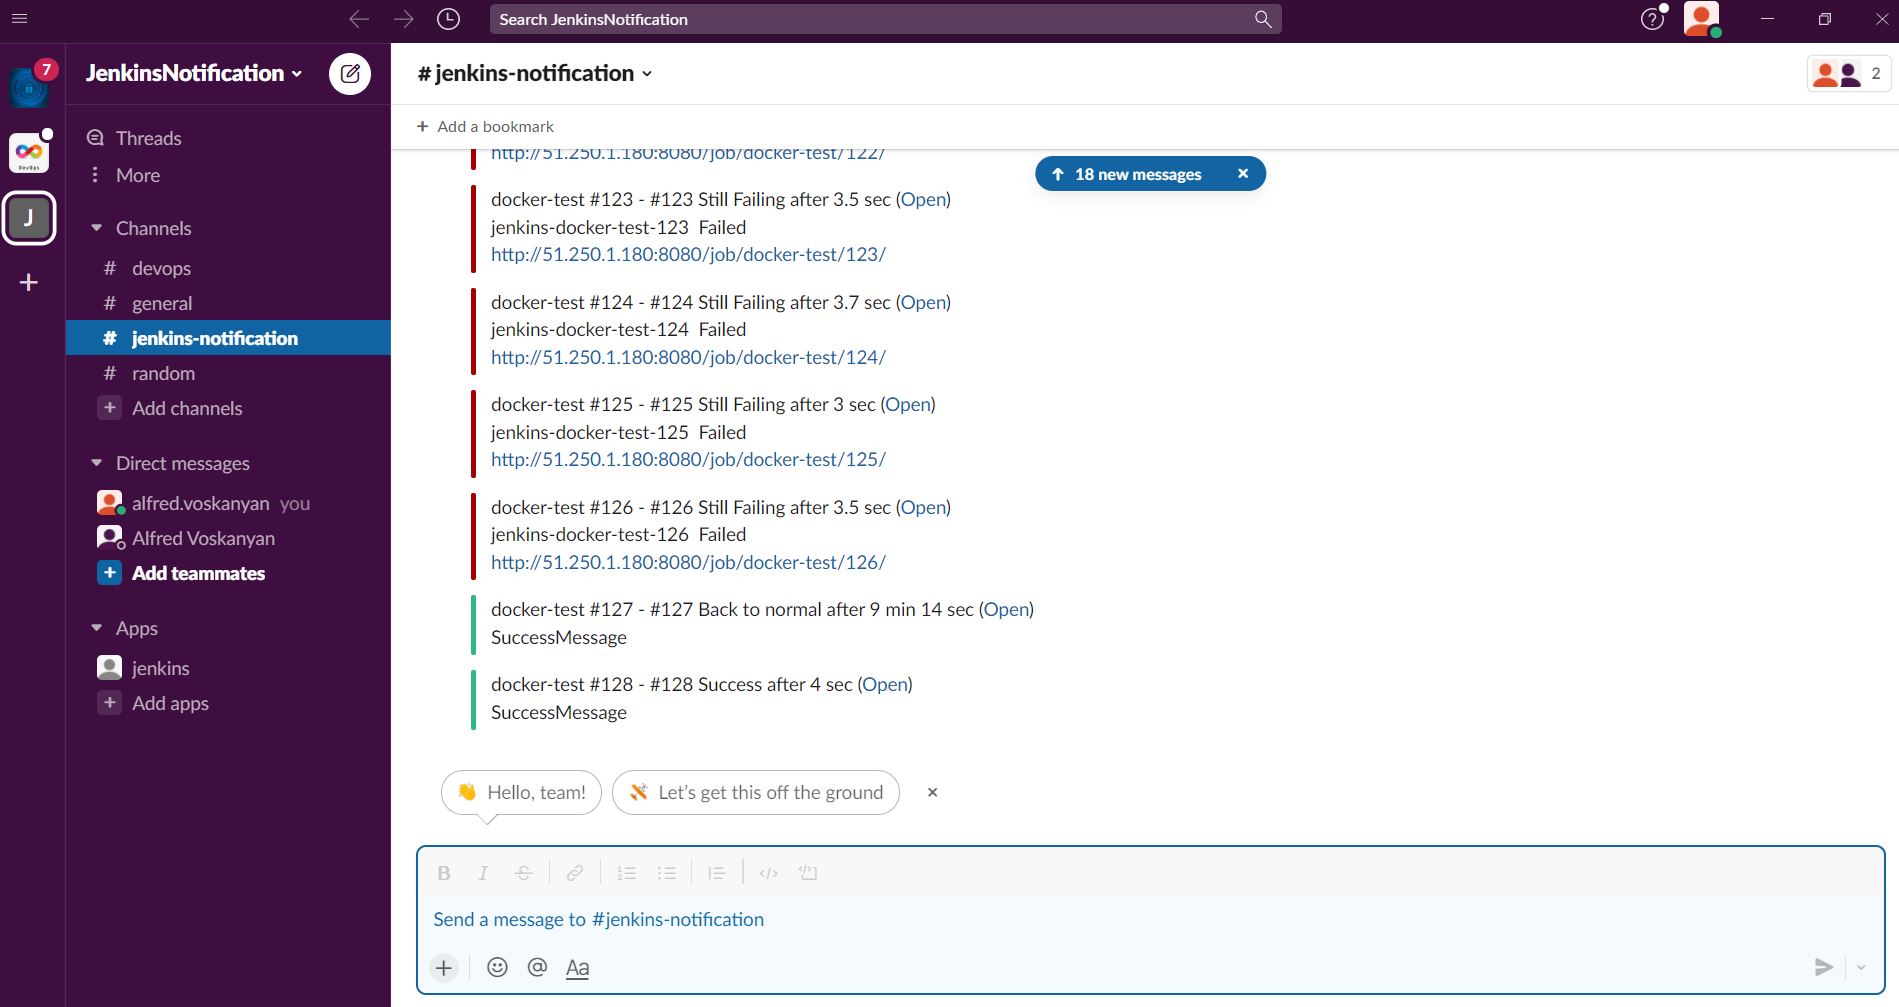 Search JenkinsNotification
7
JenkinsNotification
DevOps
J
Threads
More
Channels
# devops
# general
# jenkins-notification
# random
+ Add channels
Direct messages
alfred.voskanyan you
Alfred Voskanyan
+ Add teammates
Apps
jenkins
+ Add apps
# jenkins-notification
2
+ Add a bookmark
18 new messages
http://51.250.1.180:8080/job/docker-test/122/
docker-test #123 - #123 Still Failing after 3.5 sec (Open)
jenkins-docker-test-123 Failed
http://51.250.1.180:8080/job/docker-test/123/
docker-test #124 - #124 Still Failing after 3.7 sec (Open)
jenkins-docker-test-124 Failed
http://51.250.1.180:8080/job/docker-test/124/
docker-test #125 - #125 Still Failing after 3 sec (Open)
jenkins-docker-test-125 Failed
http://51.250.1.180:8080/job/docker-test/125/
docker-test #126 - #126 Still Failing after 3.5 sec (Open)
jenkins-docker-test-126 Failed
http://51.250.1.180:8080/job/docker-test/126/
docker-test #127 - #127 Back to normal after 9 min 14 sec (Open)
SuccessMessage
docker-test #128 - #128 Success after 4 sec (Open)
SuccessMessage
👋 Hello, team!
Let's get this off the ground
B I S
Send a message to #jenkins-notification
+ @ Aa